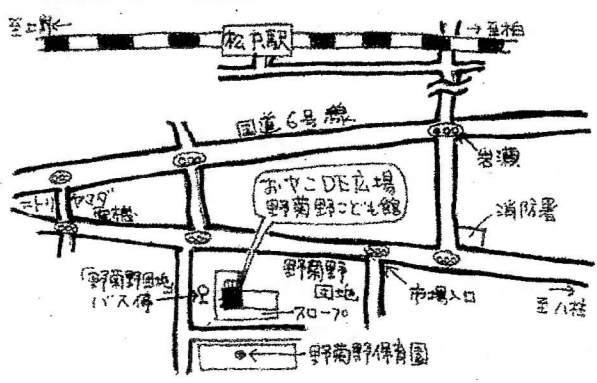 至上野←
松戸駅
→至柏
国道6号線
岩瀬
おやこDE広場
野菊野こども館
ニトリ
ヤマダ
電機
消防署
「野菊野団地」
バス停
野菊野
団地
スロープ
市場入口
至八柱
野菊野保育園